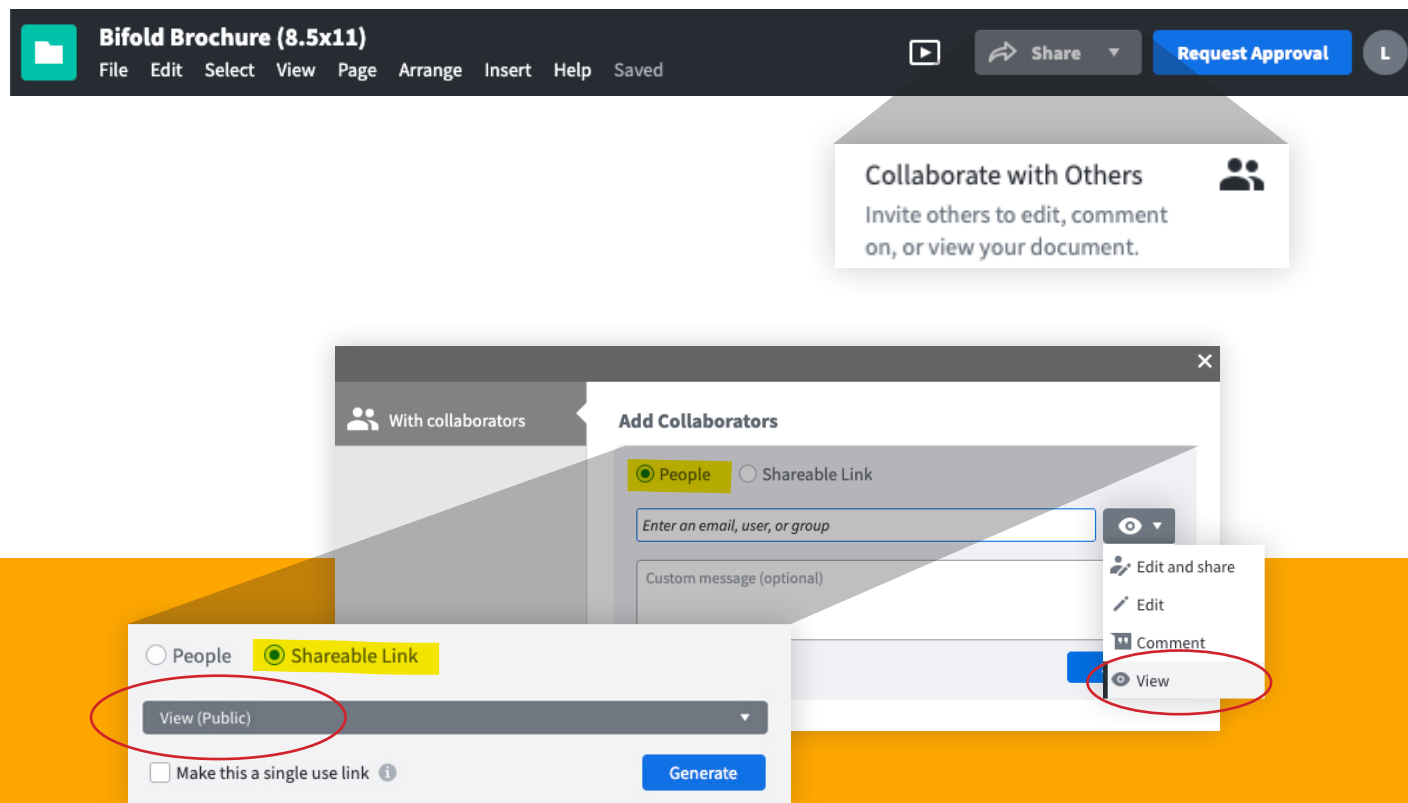 Bifold Brochure (8.5x11)
File Edit Select View Page Arrange Insert Help Saved
Share
Request Approval
L
Collaborate with Others
Invite others to edit, comment
on, or view your document.
With collaborators
Add Collaborators
People Shareable Link
Enter an email, user, or group
Custom message (optional)
Edit and share
Edit
Comment
View
People Shareable Link
View (Public)
Make this a single use link
Generate